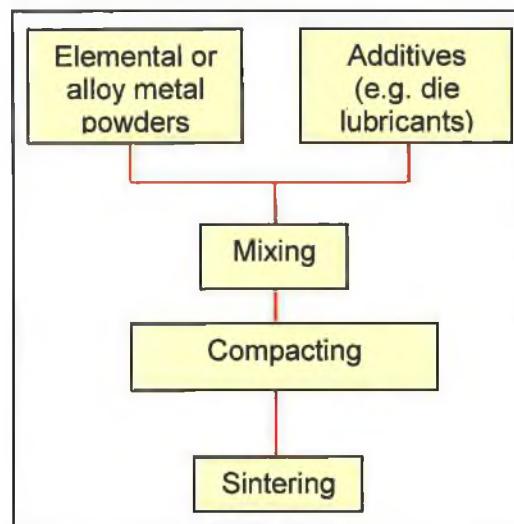 Elemental or
alloy metal
powders
Additives
(e.g. die
lubricants)
Mixing
Compacting
Sintering